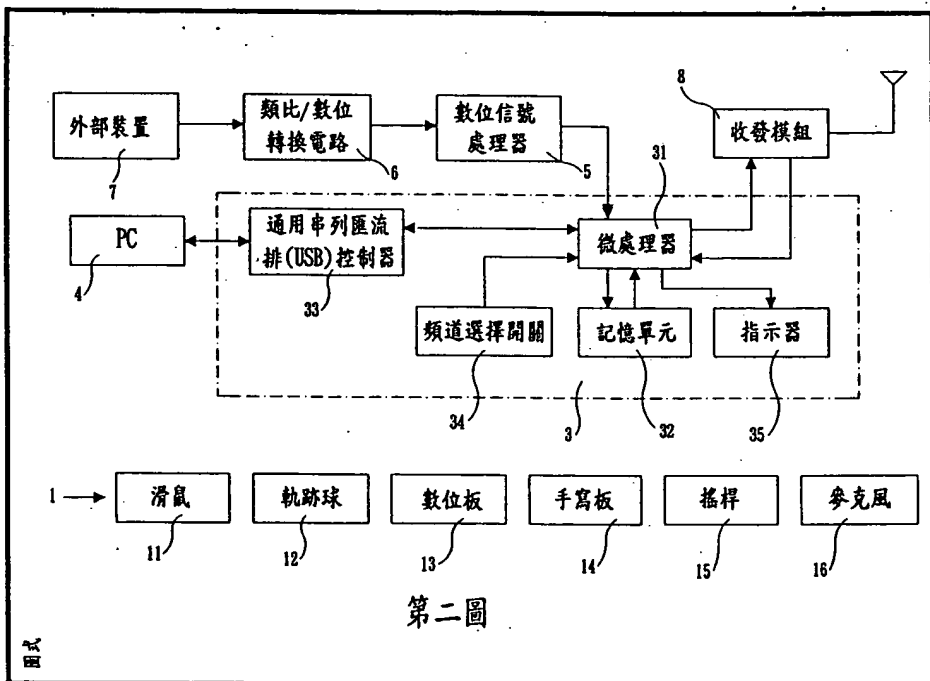 外部裝置
7
類比/數位
轉換電路
6
數位信號
處理器
5
8
收發模組
31
PC
4
通用串列匯流
排(USB)控制器
33
微處理器
頻道選擇開關
34
記憶單元
32
指示器
35
3
1
滑鼠
11
軌跡球
12
數位板
13
手寫板
14
搖桿
15
麥克風
16
第二圖
圖式